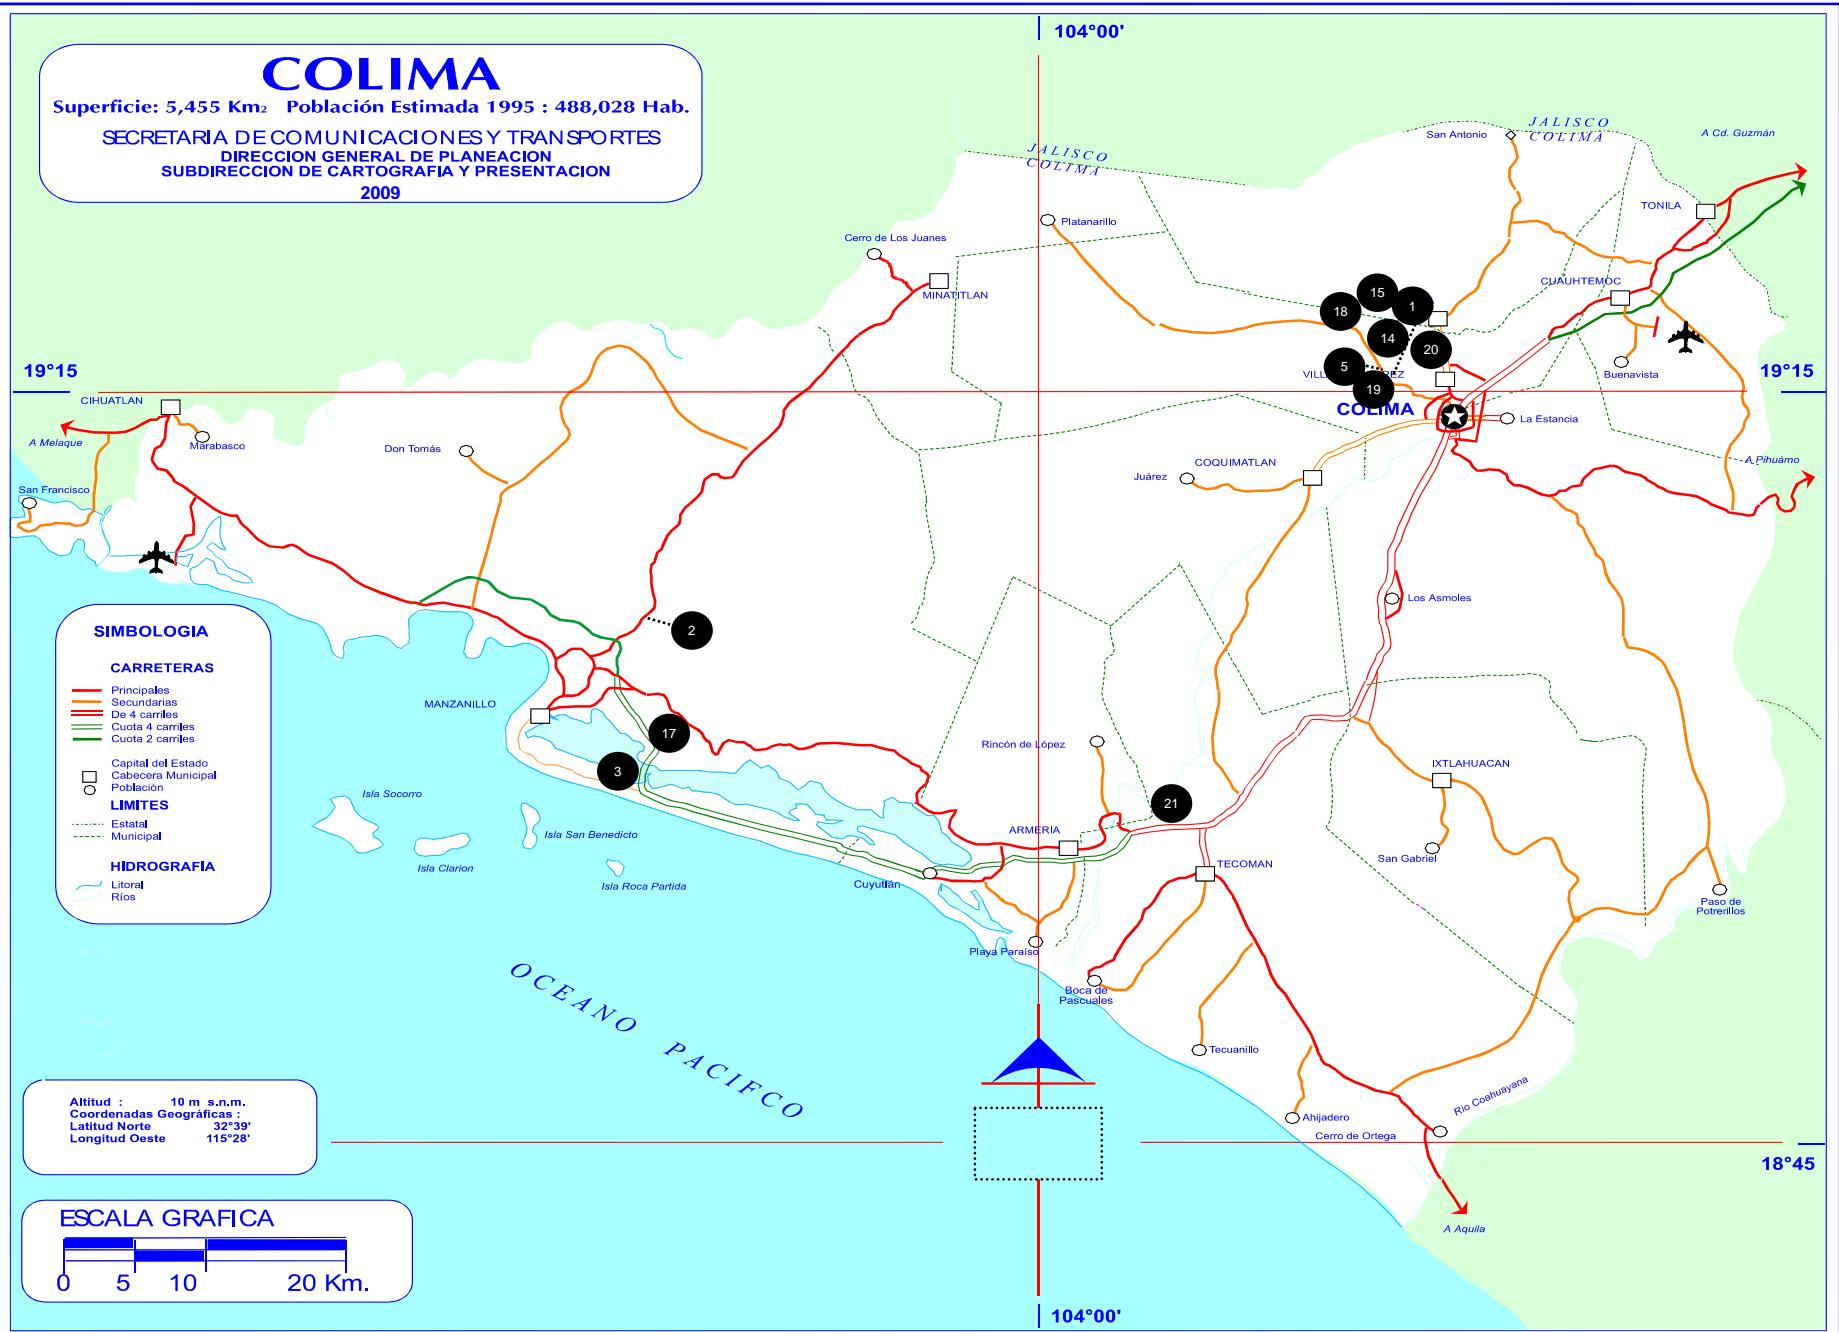 104°00'
COLIMA
Superficie: 5,455 Km2 Población Estimada 1995 : 488,028 Hab.
SECRETARIA DE COMUNICACIONES Y TRANSPORTES
DIRECCION GENERAL DE PLANEACION
SUBDIRECCION DE CARTOGRAFIA Y PRESENTACION
2009
JALISCO
COLIMA
San Antonio
JALISCO
COLIMA
A Cd. Guzmán
TONILA
Platanarillo
Cerro de Los Juanes
MINATITLAN
CUAUHTEMOC
15
1
18
14
20
5
19
COLIMA
Buenavista
La Estancia
19°15
19°15
CIHUATLAN
A Melaque
Marabasco
Don Tomás
San Francisco
Juárez
COQUIMATLAN
A Pihuámo
Los Asmoles
2
MANZANILLO
17
3
Rincón de López
21
IXTLAHUACAN
ARMERIA
TECOMAN
San Gabriel
Cuyutlán
Paso de
Potrerillos
Playa Paraíso
Boca de
Pascuales
Tecuanillo
Ahijadero
Cerro de Ortega
Rio Coahuayana
A Aquila
Isla Socorro
Isla Clarion
Isla San Benedicto
Isla Roca Partida
OCEANO PACIFCO
SIMBOLOGIA
CARRETERAS
Principales
Secundarias
De 4 carriles
Cuota 4 carriles
Cuota 2 carriles
Capital del Estado
Cabecera Municipal
Población
LIMITES
Estatal
Municipal
HIDROGRAFIA
Litoral
Ríos
Altitud : 10 m s.n.m.
Coordenadas Geográficas :
Latitud Norte 32°39'
Longitud Oeste 115°28'
18°45
ESCALA GRAFICA
0 5 10 20 Km.
104°00'